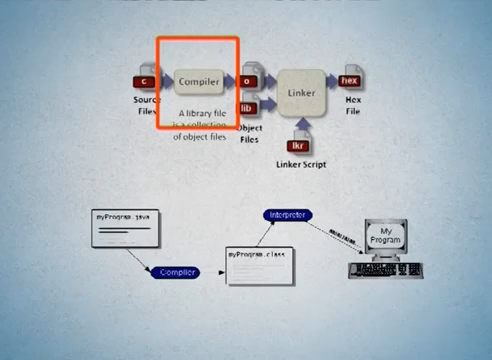 c
Compiler
o
Linker
hex
Source
Files
A library file
is a collection
of object files
lib
Object
Files
Hex
File
lkr
Linker Script
myProgram.java
Compiler
myProgram.class
Interpreter
My
Program